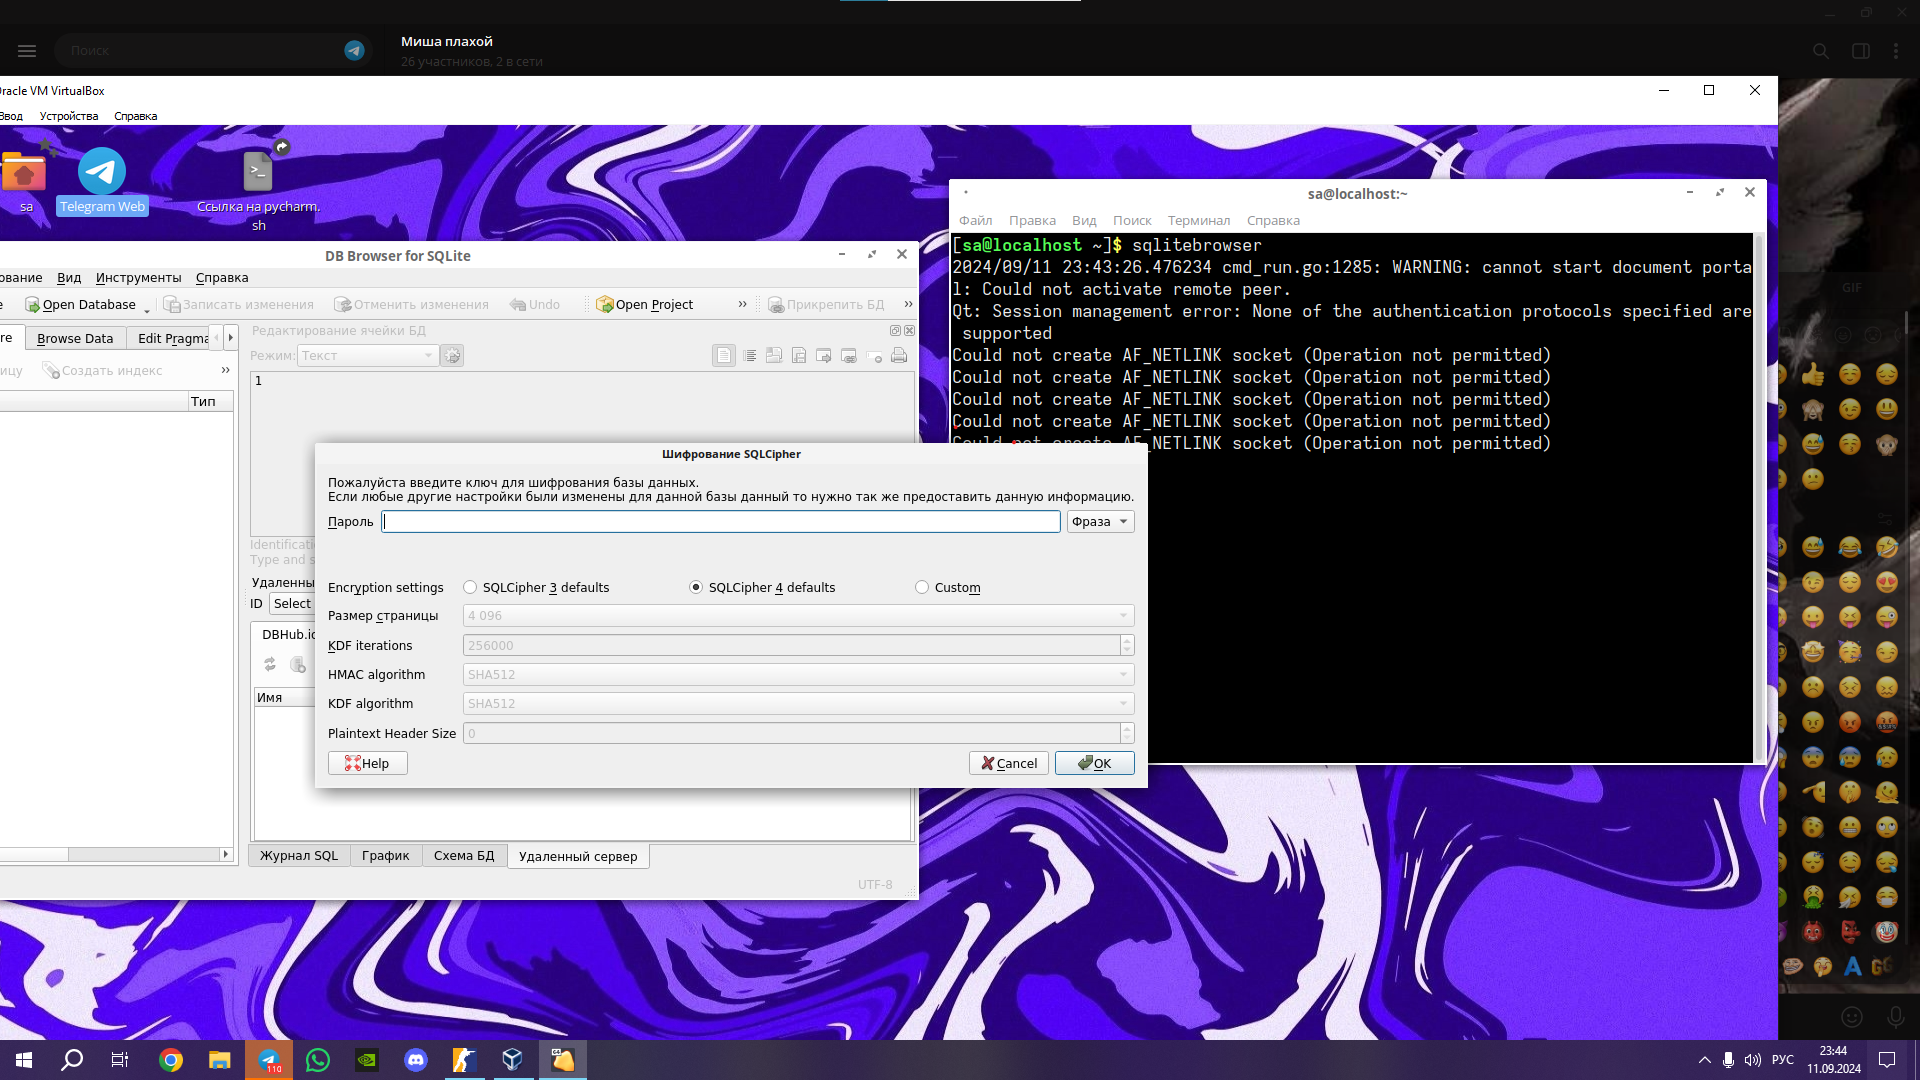 Поиск
Миша плахой
26 участников, 2 в сети
Oracle VM VirtualBox
Ввод Устройства Справка
sa
Telegram Web
Ссылка на pycharm.
sh
DB Browser for SQLite
Вид Инструменты Справка
Open Database Записать изменения Отменить изменения Undo Open Project » Прикрепить БД »
Browse Data Edit Pragma
Редактирование ячейки БД
Режим: Текст
Создать индекс »
Тип
1
Type and s
Удаленны
ID Select
DBHub.io
Имя
Журнал SQL График Схема БД Удаленный сервер
UTF-8
sa@localhost:~
Файл Правка Вид Поиск Терминал Справка
[sa@localhost ~]$ sqlitebrowser
2024/09/11 23:43:26.476234 cmd_run.go:1285: WARNING: cannot start document porta
l: Could not activate remote peer.
Qt: Session management error: None of the authentication protocols specified are
supported
Could not create AF_NETLINK socket (Operation not permitted)
Could not create AF_NETLINK socket (Operation not permitted)
Could not create AF_NETLINK socket (Operation not permitted)
Could not create AF_NETLINK socket (Operation not permitted)
Could not create AF_NETLINK socket (Operation not permitted)
Шифрование SQLCipher
Пожалуйста введите ключ для шифрования базы данных.
Если любые другие настройки были изменены для данной базы данный то нужно так же предоставить данную информацию.
Пароль Фраза
Encryption settings SQLCipher 3 defaults SQLCipher 4 defaults Custom
Размер страницы 4 096
KDF iterations 256000
HMAC algorithm SHA512
KDF algorithm SHA512
Plaintext Header Size 0
Help Cancel OK
GIF
110
РУС
23:44
11.09.2024